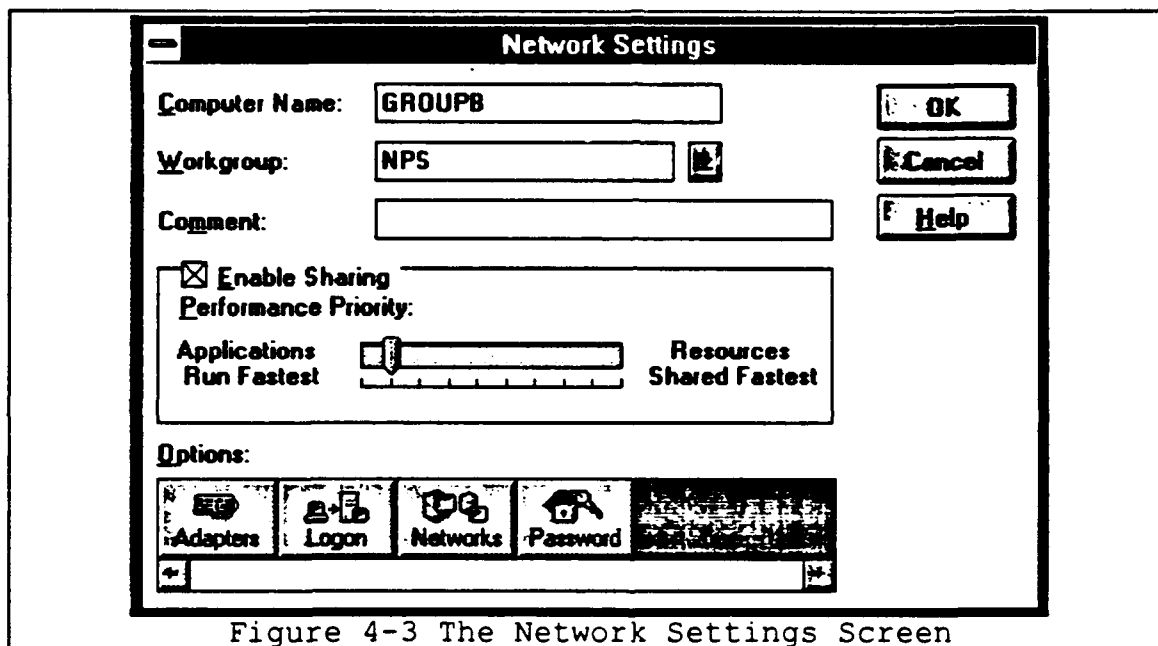 Network Settings
Computer Name: GROUPB OK
Workgroup: NPS Cancel
Comment: Help
Enable Sharing
Performance Priority:
Applications Resources
Run Fastest Shared Fastest
Options:
Adapters Logon Networks Password
Figure 4-3 The Network Settings Screen